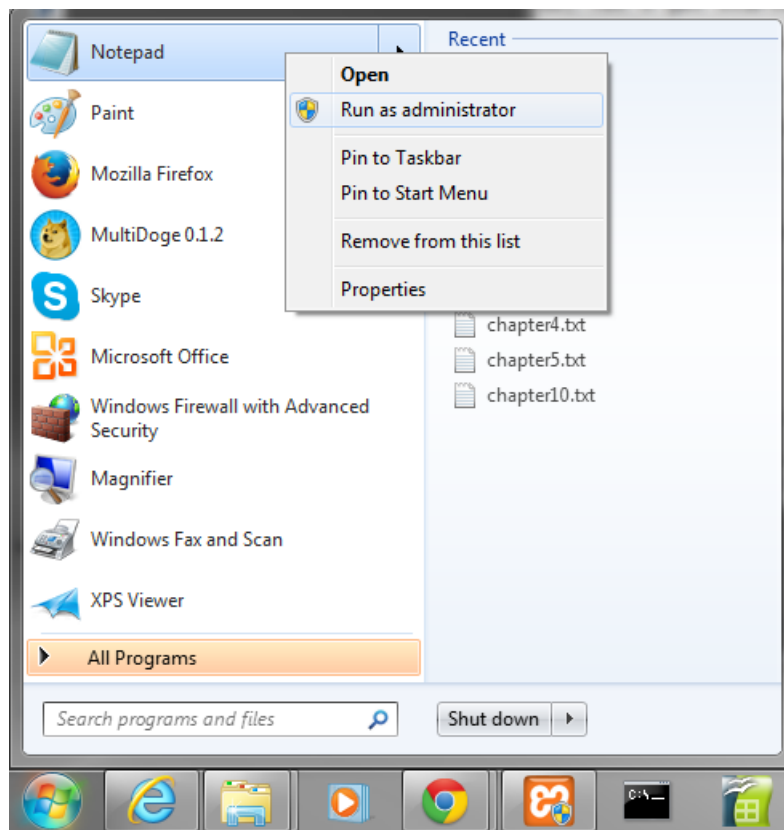 Notepad
Paint
Mozilla Firefox
MultiDoge 0.1.2
Skype
Microsoft Office
Windows Firewall with Advanced
Security
Magnifier
Windows Fax and Scan
XPS Viewer
All Programs
Search programs and files
Recent
Open
Run as administrator
Pin to Taskbar
Pin to Start Menu
Remove from this list
Properties
chapter4.txt
chapter5.txt
chapter10.txt
Shut down
C:\_